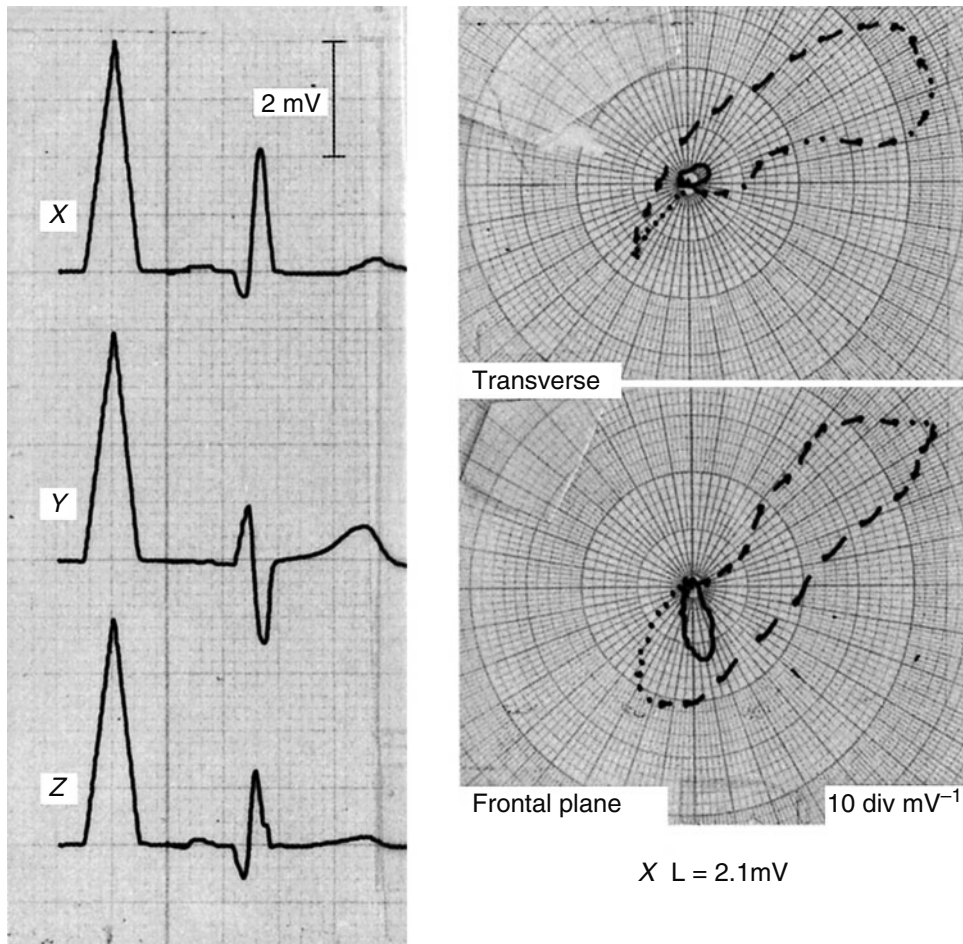 2 mV
X
Y
Z
Transverse
Frontal plane
10 div mV⁻¹
X L = 2.1mV